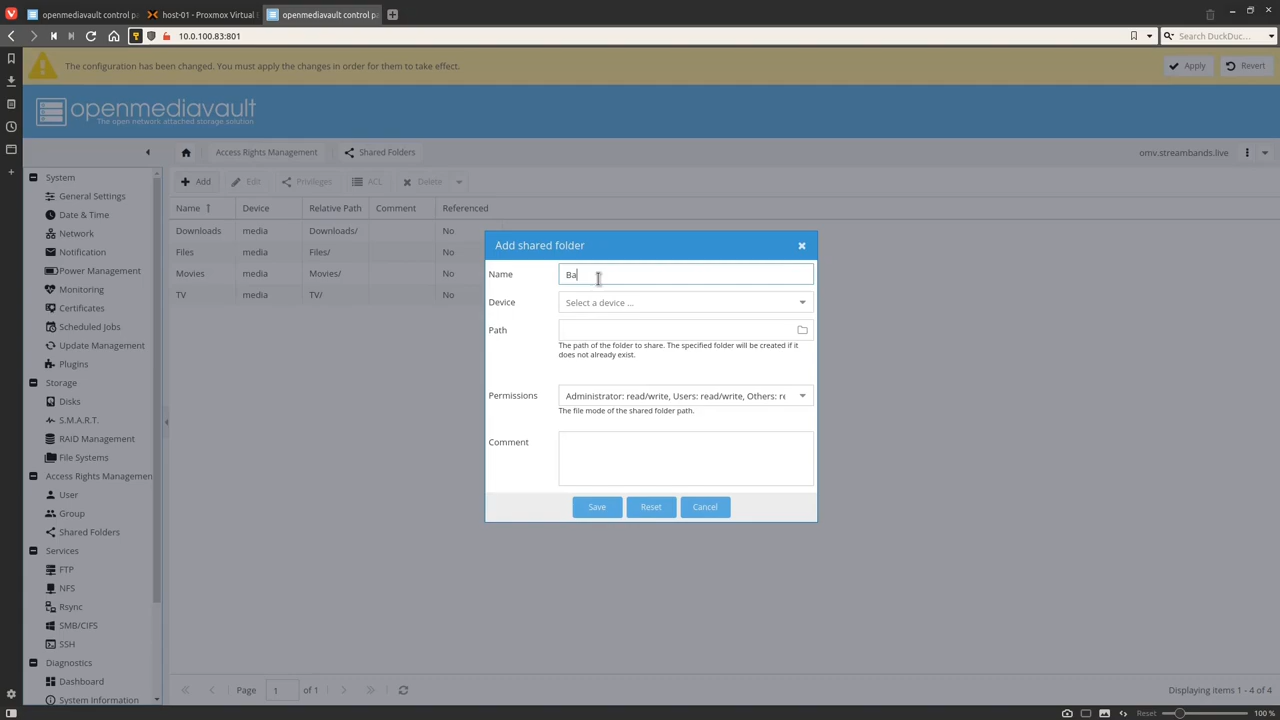 openmediavault control p
host-01 - Proxmox Virtual
openmediavault control p
10.0.100.83:801
Search DuckDuc...
The configuration has been changed. You must apply the changes in order for them to take effect.
Apply
Revert
openmediavault
The open network attached storage solution
Access Rights Management
Shared Folders
omv.streambands.live
System
General Settings
Date & Time
Network
Notification
Power Management
Monitoring
Certificates
Scheduled Jobs
Update Management
Plugins
Storage
Disks
S.M.A.R.T.
RAID Management
File Systems
Access Rights Managemen
User
Group
Shared Folders
Services
FTP
NFS
Rsync
SMB/CIFS
SSH
Diagnostics
Dashboard
System Information
Add
Edit
Privileges
ACL
Delete
Name Device Relative Path Comment Referenced
Downloads media Downloads/ No
Files media Files/ No
Movies media Movies/ No
TV media TV/ No
Add shared folder
Name Ba
Device Select a device ...
Path
The path of the folder to share. The specified folder will be created if it
does not already exist.
Permissions Administrator: read/write, Users: read/write, Others: re
The file mode of the shared folder path.
Comment
Save Reset Cancel
Page 1 of 1
Displaying items 1 - 4 of 4
Reset
100 %